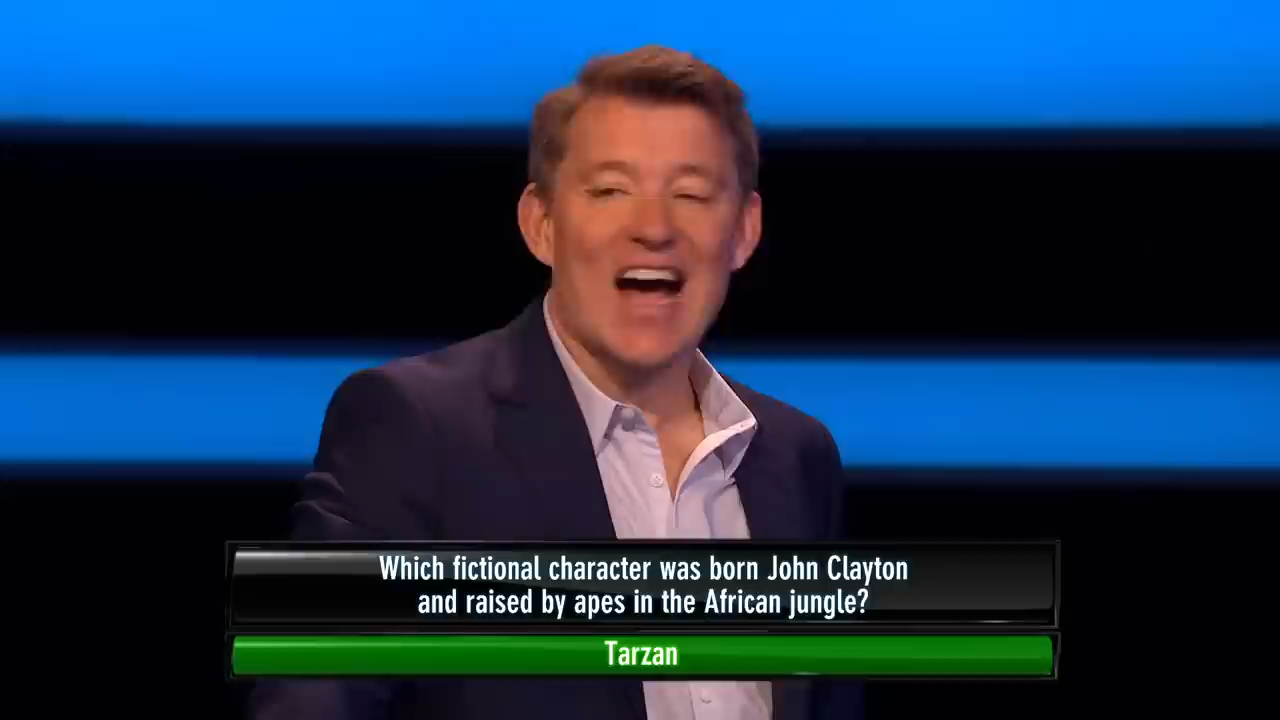 Which fictional character was born John Clayton
and raised by apes in the African jungle?
Tarzan